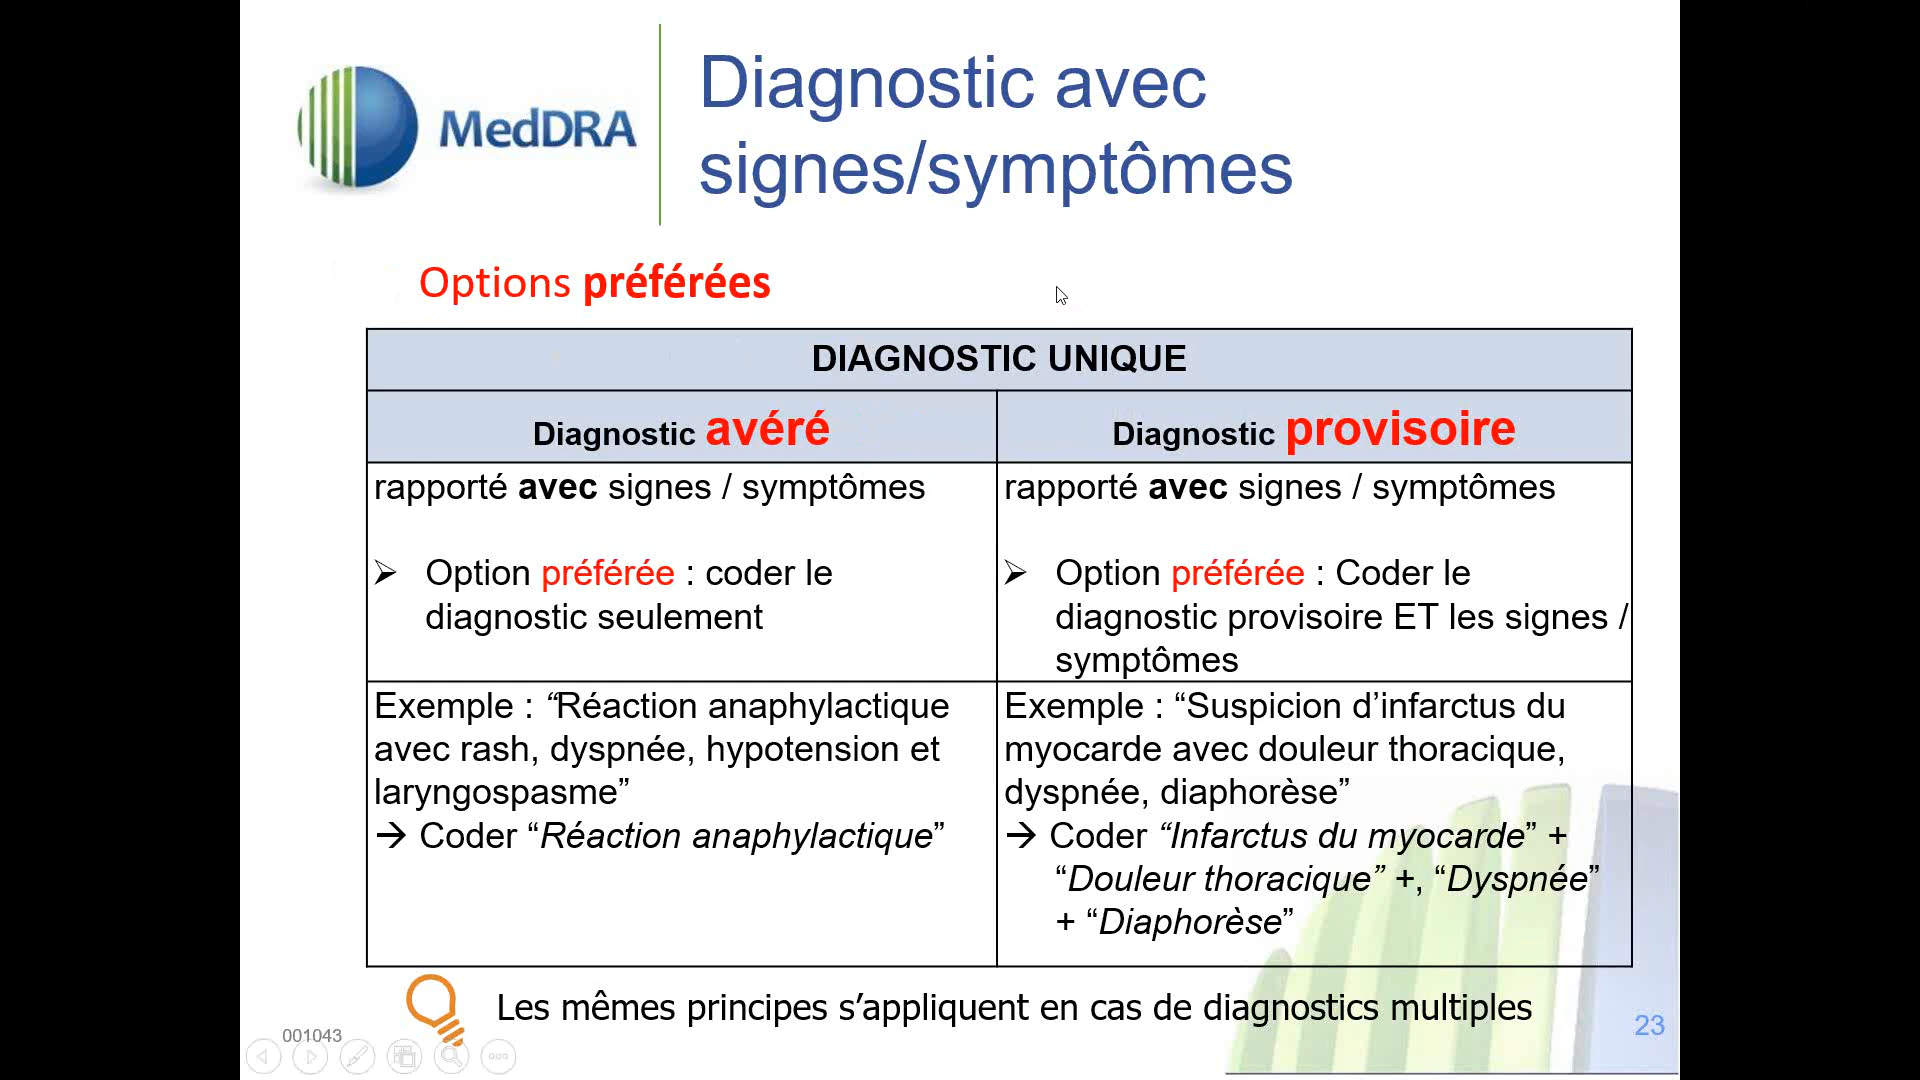 MedDRA
Diagnostic avec
signes/symptômes
Options préférées
DIAGNOSTIC UNIQUE
Diagnostic avéré
Diagnostic provisoire
rapporté avec signes / symptômes
➢ Option préférée : coder le
diagnostic seulement
rapporté avec signes / symptômes
➢ Option préférée : Coder le
diagnostic provisoire ET les signes /
symptômes
Exemple : “Réaction anaphylactique
avec rash, dyspnée, hypotension et
laryngospasme”
→ Coder “Réaction anaphylactique”
Exemple : “Suspicion d’infarctus du
myocarde avec douleur thoracique,
dyspnée, diaphorèse”
→ Coder “Infarctus du myocarde” +
“Douleur thoracique” +, “Dyspnée”
+ “Diaphorèse”
Les mêmes principes s’appliquent en cas de diagnostics multiples
001043
23